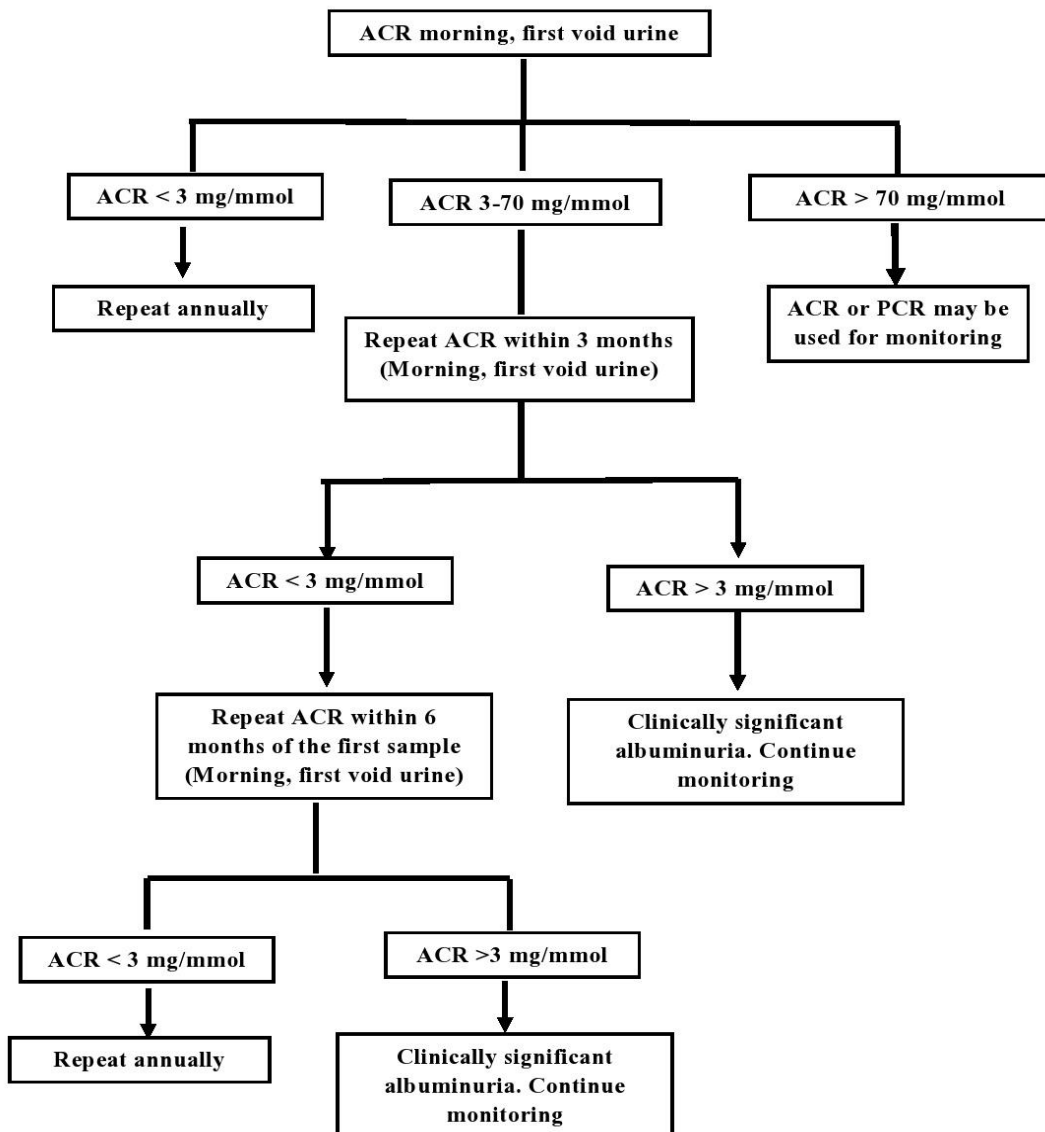 ACR morning, first void urine
ACR < 3 mg/mmol
ACR 3-70 mg/mmol
ACR > 70 mg/mmol
Repeat annually
ACR or PCR may be
used for monitoring
Repeat ACR within 3 months
(Morning, first void urine)
ACR < 3 mg/mmol
ACR > 3 mg/mmol
Repeat ACR within 6
months of the first sample
(Morning, first void urine)
Clinically significant
albuminuria. Continue
monitoring
ACR < 3 mg/mmol
ACR >3 mg/mmol
Repeat annually
Clinically significant
albuminuria. Continue
monitoring